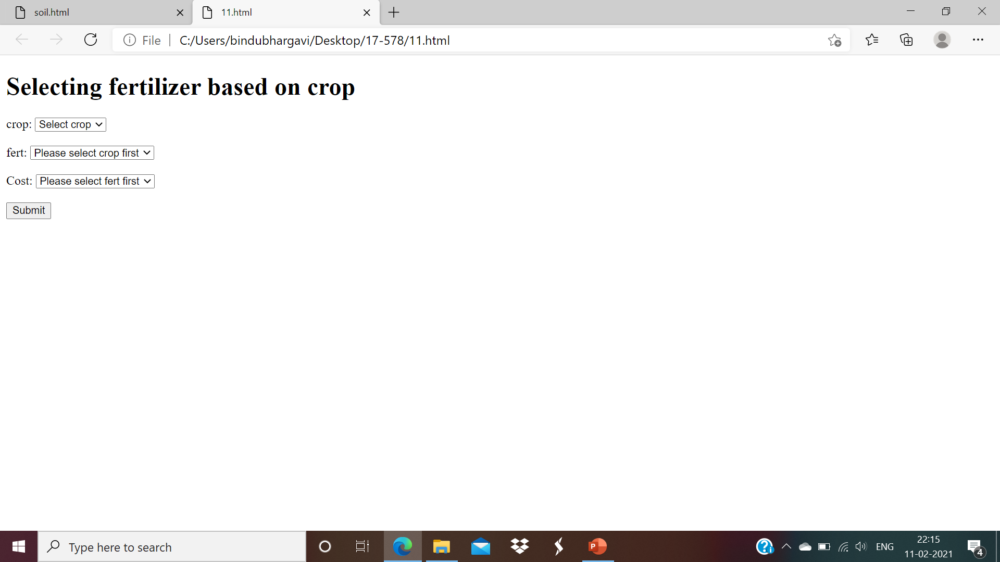 soil.html
11.html
File
C:/Users/bindubhargavi/Desktop/17-578/11.html
Selecting fertilizer based on crop
crop: Select crop
fert: Please select crop first
Cost: Please select fert first
Submit
Type here to search
P
ENG
22:15
11-02-2021
4